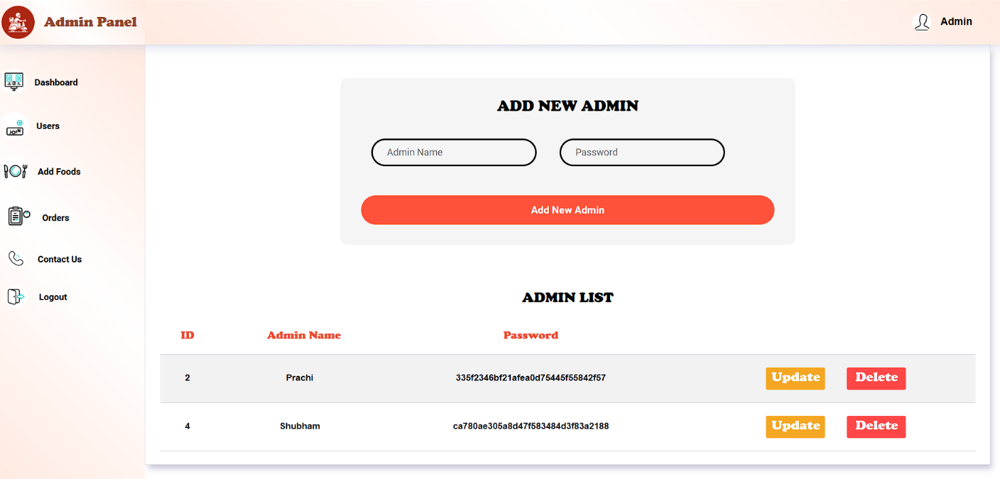 Admin Panel
Admin
Dashboard
JOIN
Users
Add Foods
Orders
Contact Us
Logout
ADD NEW ADMIN
Admin Name Password
Add New Admin
ADMIN LIST
ID Admin Name Password
2 Prachi 335f2346bf21afea0d75445f55842f57 Update Delete
4 Shubham ca780ae305a8d47f583484d3f83a2188 Update Delete